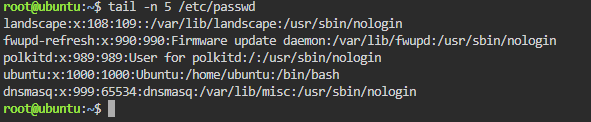 root@ubuntu:~$ tail -n 5 /etc/passwd
landscape:x:108:109::/var/lib/landscape:/usr/sbin/nologin
fwupd-refresh:x:990:990:Firmware update daemon:/var/lib/fwupd:/usr/sbin/nologin
polkitd:x:989:989:User for polkitd:/:/usr/sbin/nologin
ubuntu:x:1000:1000:Ubuntu:/home/ubuntu:/bin/bash
dnsmasq:x:999:65534:dnsmasq:/var/lib/misc:/usr/sbin/nologin
root@ubuntu:~$